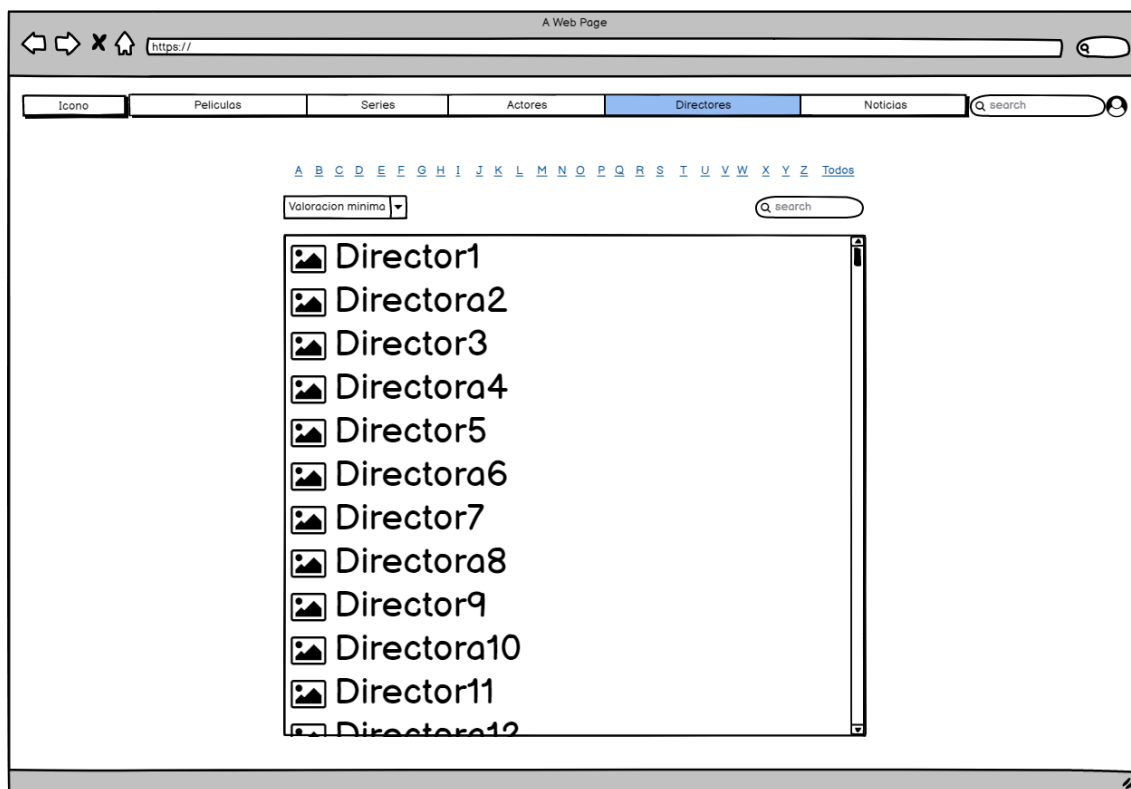 A Web Page
https://
Icono Peliculas Series Actores Directores Noticias search
A B C D E F G H I J K L M N O P Q R S T U V W X Y Z Todos
Valoracion minima search
Director1
Directora2
Director3
Directora4
Director5
Directora6
Director7
Directora8
Director9
Directora10
Director11
Directora12